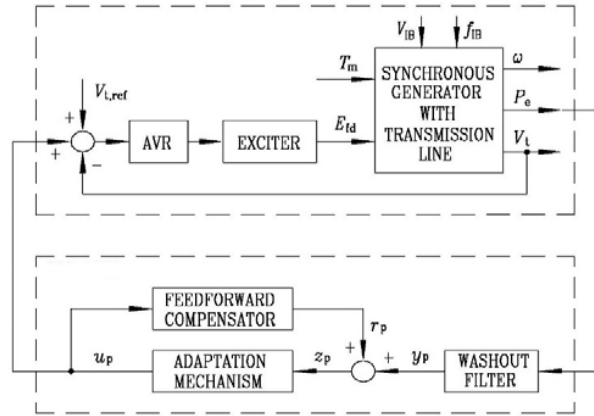 V_IB f_IB
T_m
SYNCHRONOUS
GENERATOR
WITH
TRANSMISSION
LINE
ω
P_e
V_t
V_t,ref
+
+
−
AVR
EXCITER
E_fd
FEEDFORWARD
COMPENSATOR
r_p
u_p
ADAPTATION
MECHANISM
z_p
+
+
y_p
WASHOUT
FILTER